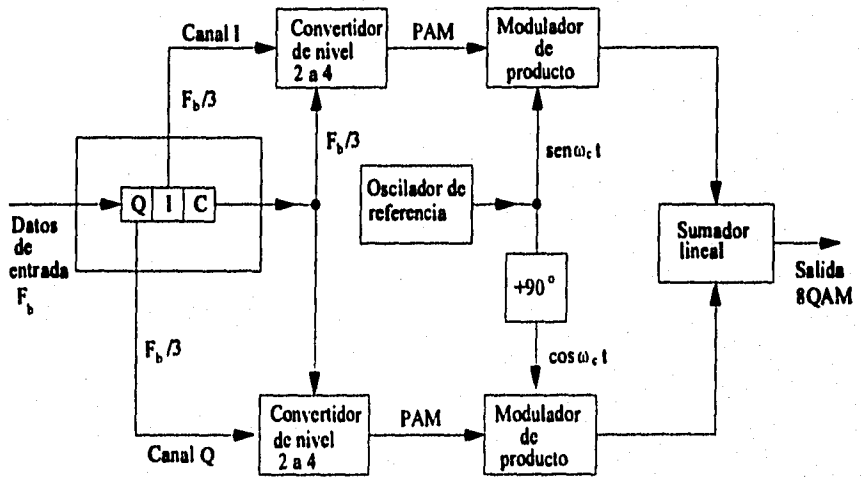 Canal I
Convertidor
de nivel
2 a 4
PAM
Modulador
de
producto
F_b/3
F_b/3
sen ω_c t
Q I C
Datos
de
entrada
F_b
Oscilador de
referencia
+90°
Sumador
lineal
Salida
8QAM
F_b/3
cos ω_c t
Canal Q
Convertidor
de nivel
2 a 4
PAM
Modulador
de
producto